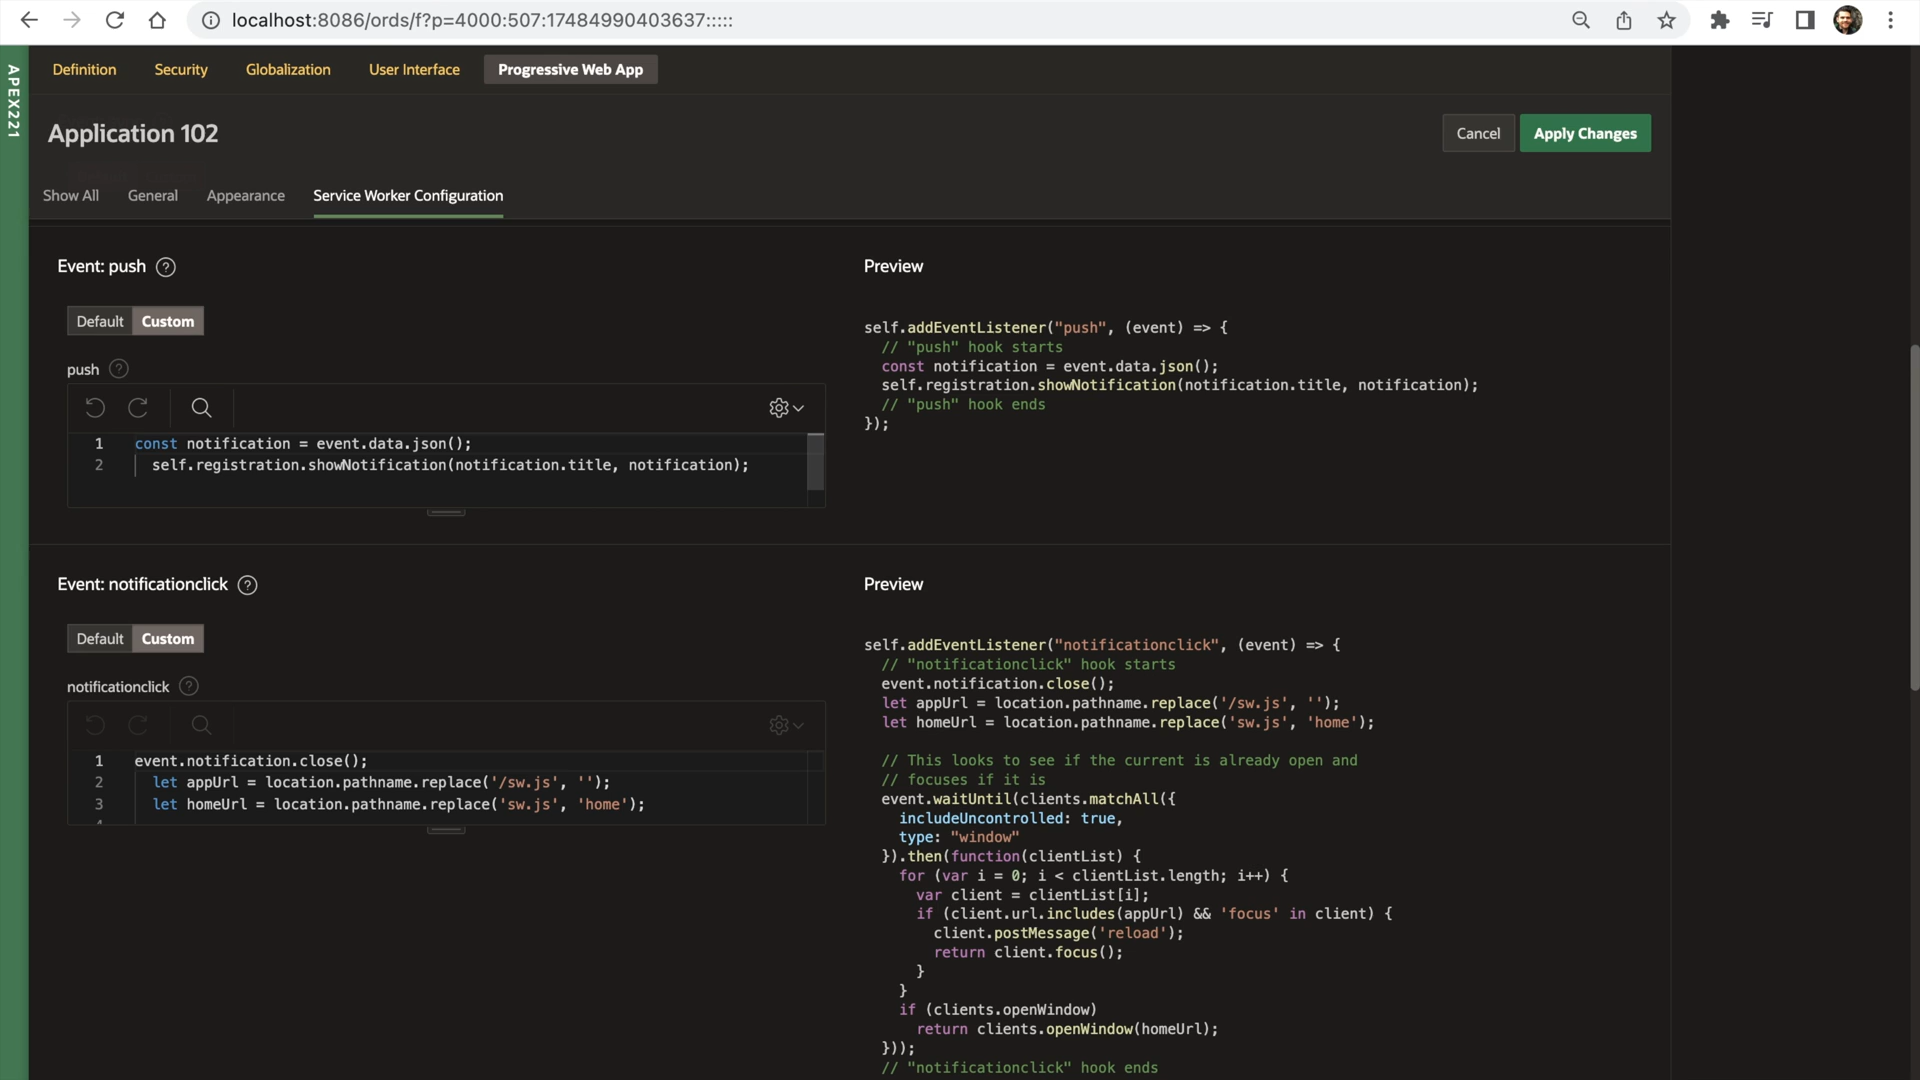 localhost:8086/ords/f?p=4000:507:17484990403637:::::
APEX221
Definition Security Globalization User Interface Progressive Web App
Application 102
Cancel Apply Changes
Show All General Appearance Service Worker Configuration
Event: push ?
Default Custom
push ?
1 const notification = event.data.json();
2 self.registration.showNotification(notification.title, notification);
Preview
self.addEventListener("push", (event) => {
// "push" hook starts
const notification = event.data.json();
self.registration.showNotification(notification.title, notification);
// "push" hook ends
});
Event: notificationclick ?
Default Custom
notificationclick ?
1 event.notification.close();
2 let appUrl = location.pathname.replace('/sw.js', '');
3 let homeUrl = location.pathname.replace('sw.js', 'home');
4
Preview
self.addEventListener("notificationclick", (event) => {
// "notificationclick" hook starts
event.notification.close();
let appUrl = location.pathname.replace('/sw.js', '');
let homeUrl = location.pathname.replace('sw.js', 'home');
// This looks to see if the current is already open and
// focuses if it is
event.waitUntil(clients.matchAll({
includeUncontrolled: true,
type: "window"
}).then(function(clientList) {
for (var i = 0; i < clientList.length; i++) {
var client = clientList[i];
if (client.url.includes(appUrl) && 'focus' in client) {
client.postMessage('reload');
return client.focus();
}
}
if (clients.openWindow)
return clients.openWindow(homeUrl);
}));
// "notificationclick" hook ends